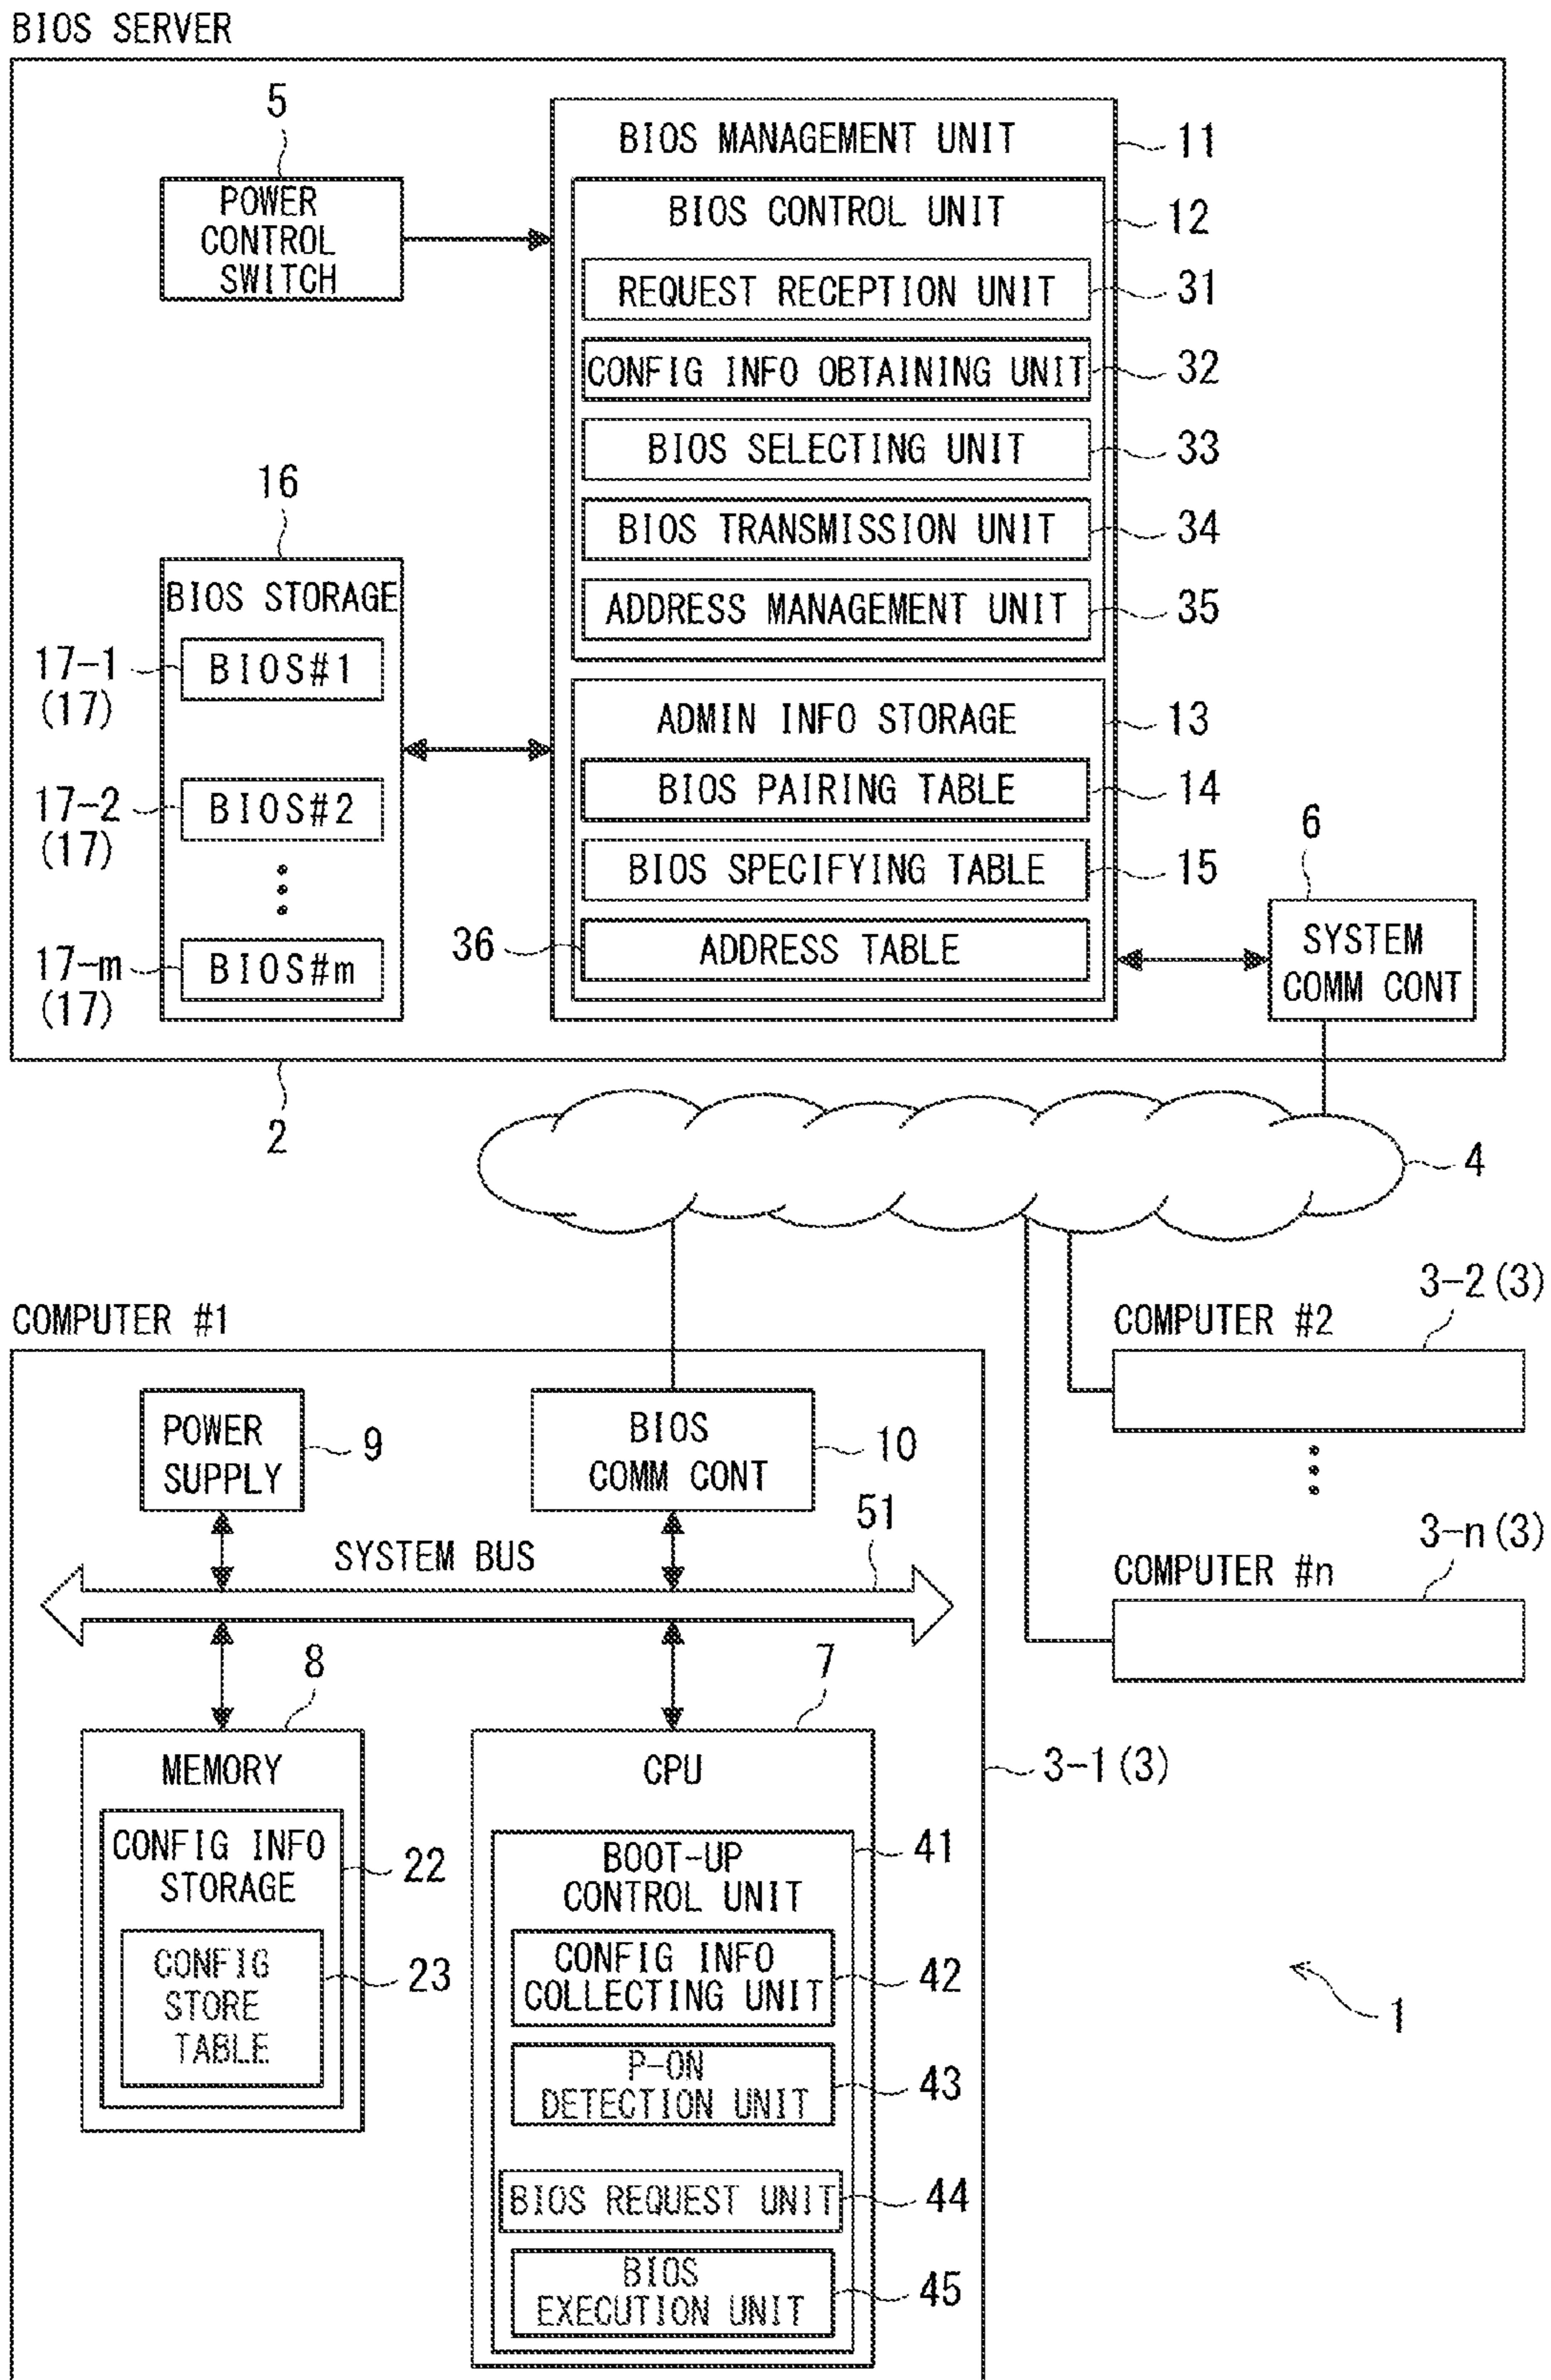 BIOS SERVER
5
POWER
CONTROL
SWITCH
BIOS MANAGEMENT UNIT
11
BIOS CONTROL UNIT
12
REQUEST RECEPTION UNIT
31
CONFIG INFO OBTAINING UNIT
32
BIOS SELECTING UNIT
33
BIOS TRANSMISSION UNIT
34
ADDRESS MANAGEMENT UNIT
35
16
BIOS STORAGE
17-1
(17)
BIOS#1
17-2
(17)
BIOS#2
17-m
(17)
BIOS#m
ADMIN INFO STORAGE
13
BIOS PAIRING TABLE
14
BIOS SPECIFYING TABLE
15
36
ADDRESS TABLE
6
SYSTEM
COMM CONT
2
4
COMPUTER #1
POWER
SUPPLY
9
BIOS
COMM CONT
10
SYSTEM BUS
51
8
MEMORY
CONFIG INFO
STORAGE
22
CONFIG
STORE
TABLE
23
7
CPU
BOOT-UP
CONTROL UNIT
41
CONFIG INFO
COLLECTING UNIT
42
P-ON
DETECTION UNIT
43
BIOS REQUEST UNIT
44
BIOS
EXECUTION UNIT
45
3-1(3)
3-2(3)
COMPUTER #2
3-n(3)
COMPUTER #n
1